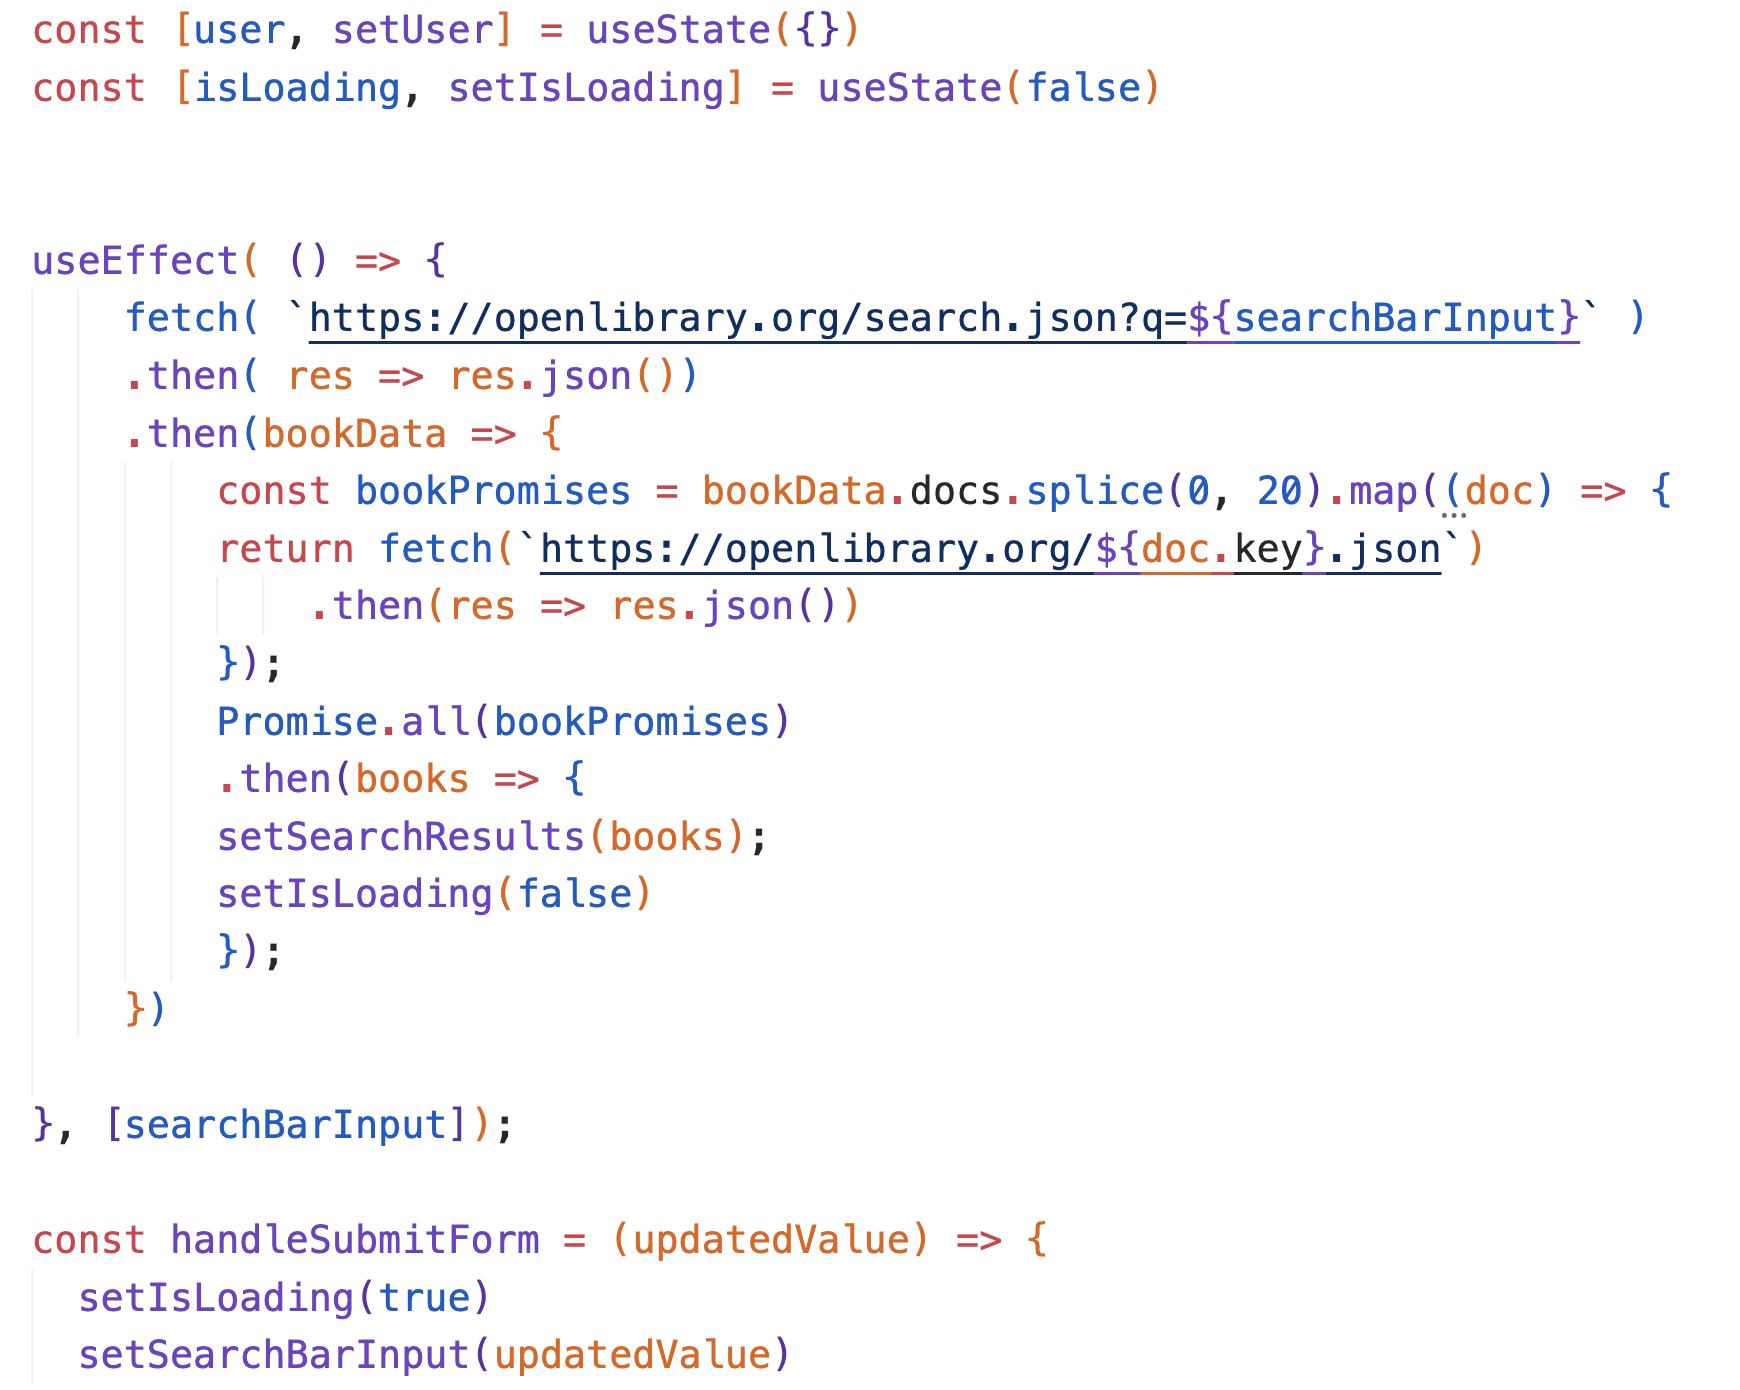 const [user, setUser] = useState({})
const [isLoading, setIsLoading] = useState(false)
useEffect( () => {
fetch( `https://openlibrary.org/search.json?q=${searchBarInput}` )
.then( res => res.json())
.then(bookData => {
const bookPromises = bookData.docs.splice(0, 20).map((doc) => {
return fetch(`https://openlibrary.org/${doc.key}.json`)
.then(res => res.json())
});
Promise.all(bookPromises)
.then(books => {
setSearchResults(books);
setIsLoading(false)
});
})
}, [searchBarInput]);
const handleSubmitForm = (updatedValue) => {
setIsLoading(true)
setSearchBarInput(updatedValue)